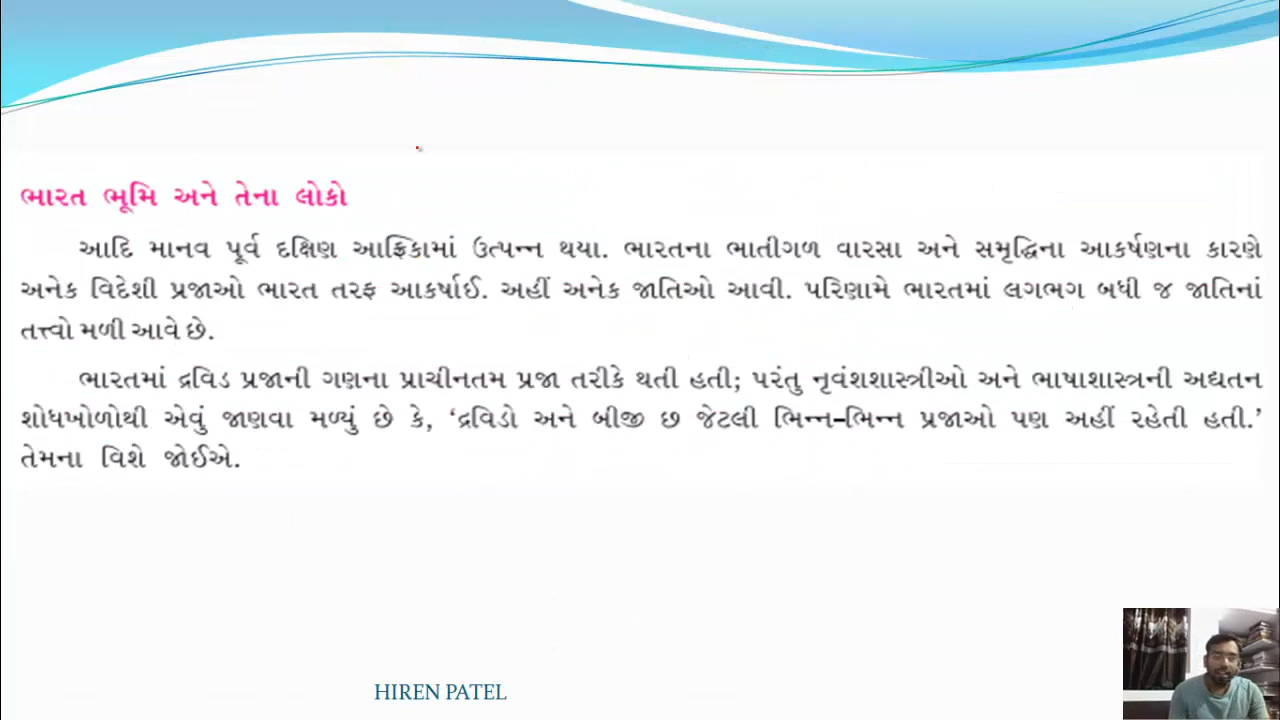 ભારત ભૂમિ અને તેના લોકો
આદિ માનવ પૂર્વ દક્ષિણ આફ્રિકામાં ઉત્પન્ન થયા. ભારતના ભાતીગળ વારસા અને સમૃદ્ધિના આકર્ષણના કારણે
અનેક વિદેશી પ્રજાઓ ભારત તરફ આકર્ષાઈ. અહીં અનેક જાતિઓ આવી. પરિણામે ભારતમાં લગભગ બધી જ જાતિનાં
તત્ત્વો મળી આવે છે.
ભારતમાં દ્રવિડ પ્રજાની ગણના પ્રાચીનતમ પ્રજા તરીકે થતી હતી; પરંતુ નૃવંશશાસ્ત્રીઓ અને ભાષાશાસ્ત્રની અદ્યતન
શોધખોળોથી એવું જાણવા મળ્યું છે કે, ‘દ્રવિડો અને બીજી છ જેટલી ભિન્ન-ભિન્ન પ્રજાઓ પણ અહીં રહેતી હતી.’
તેમના વિશે જોઈએ.
HIREN PATEL